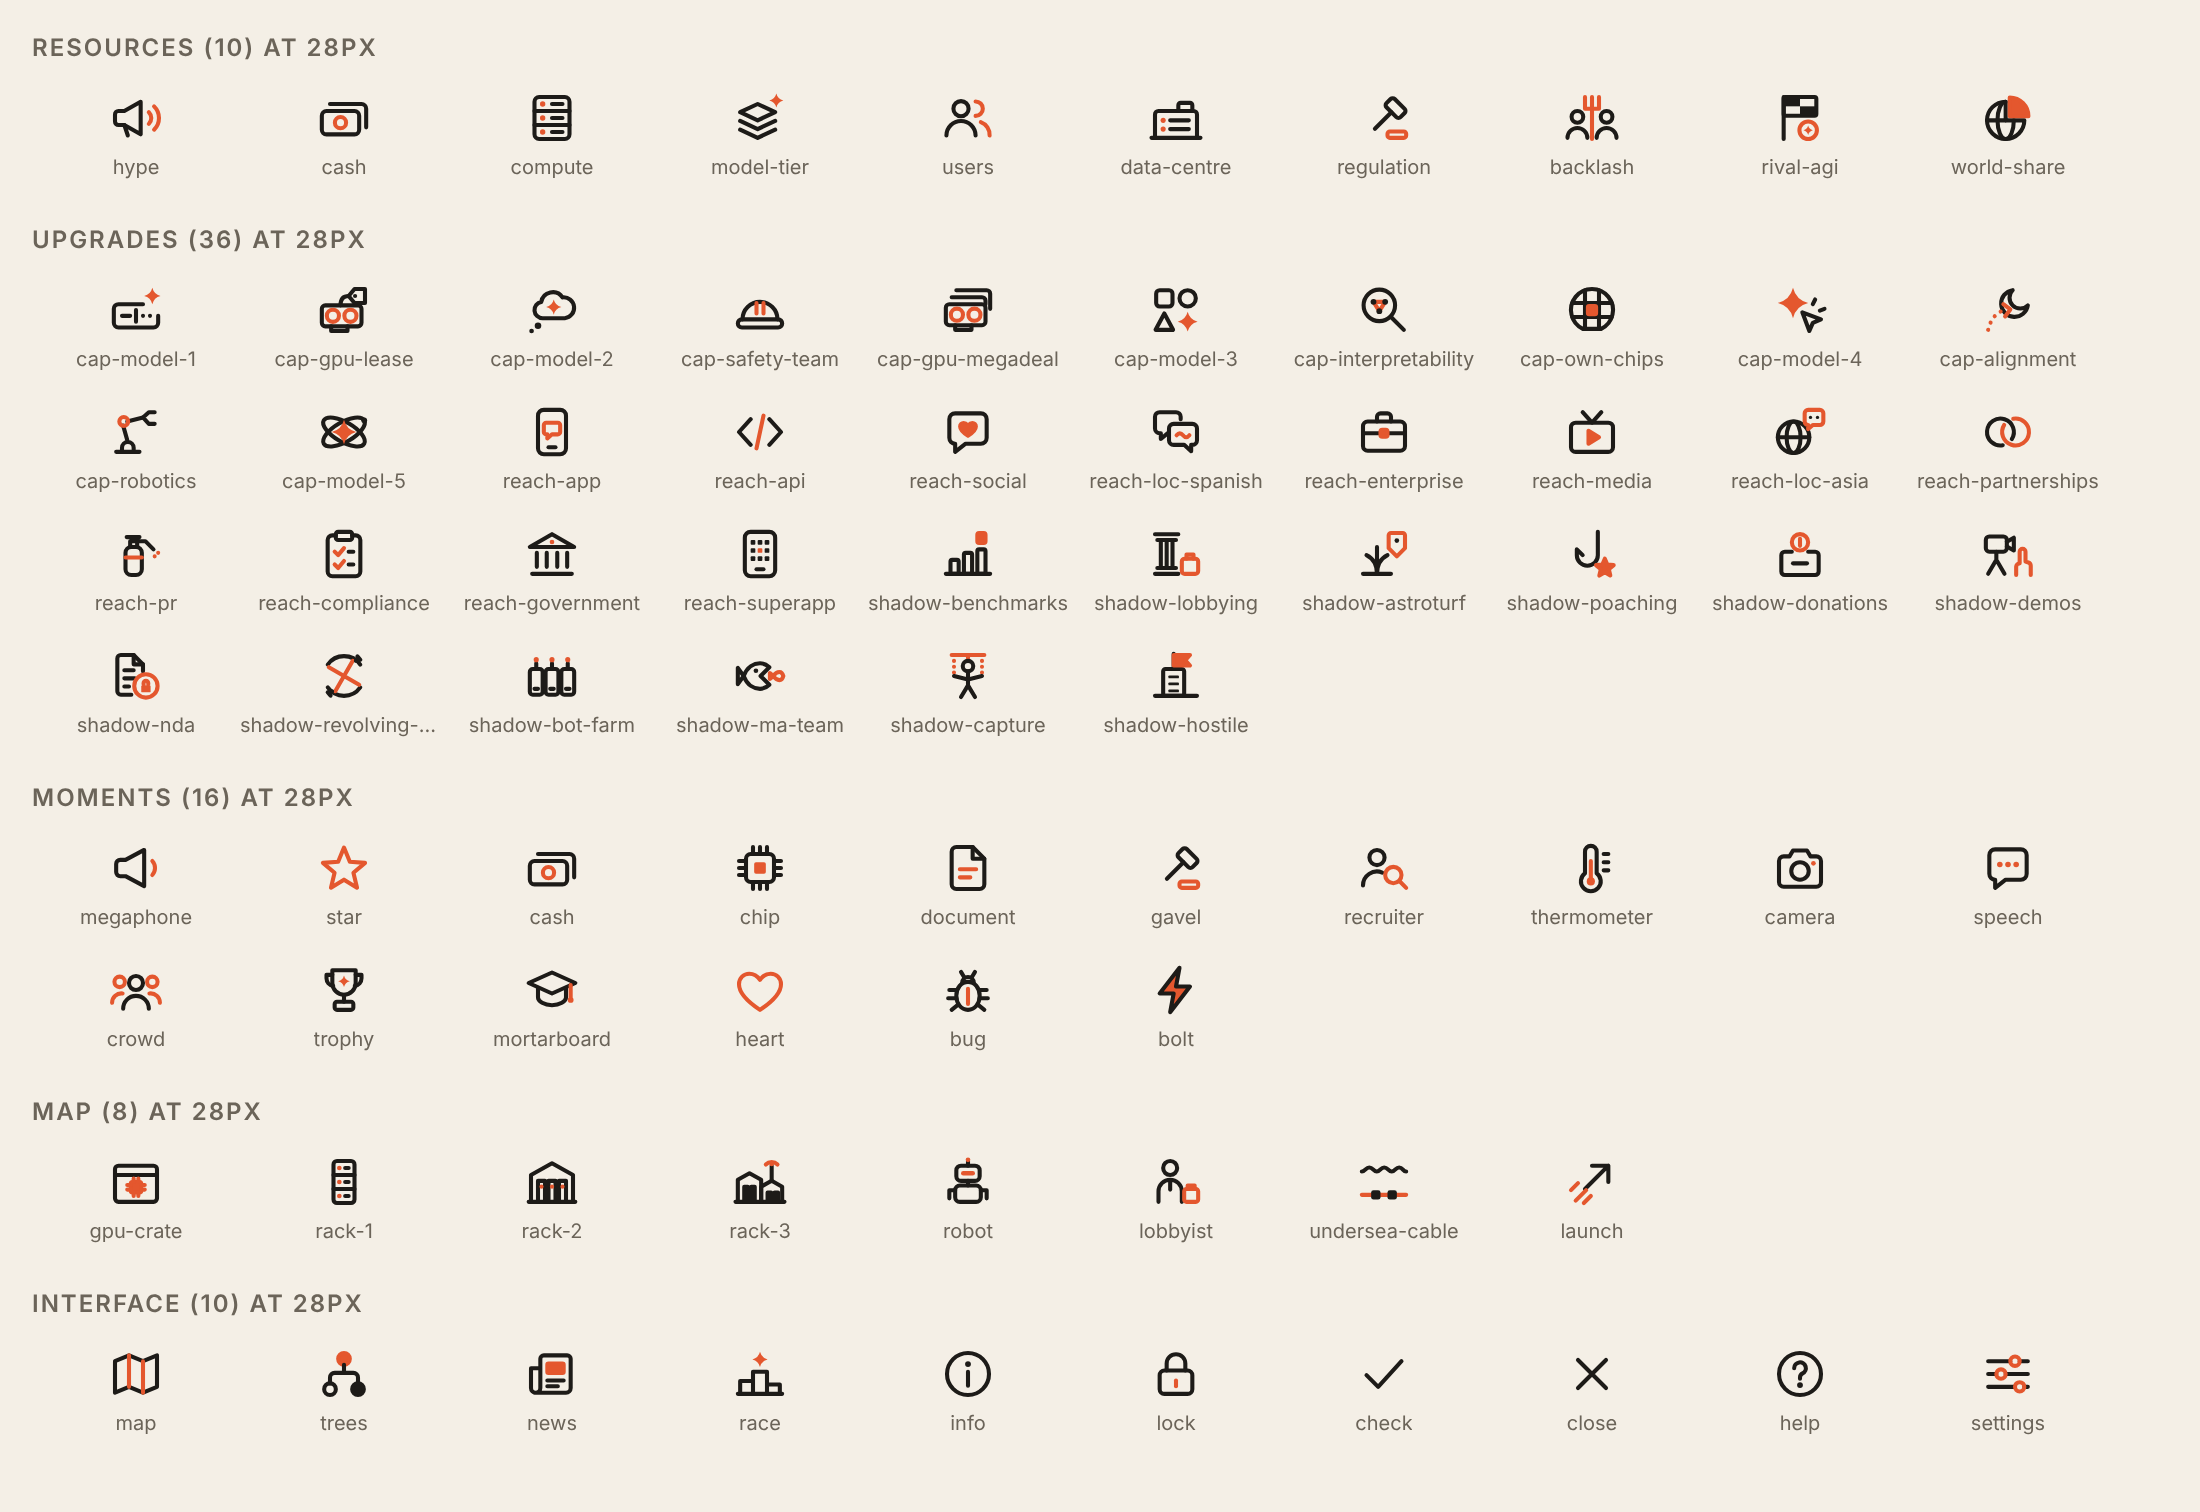 RESOURCES (10) AT 28PX
hype cash compute model-tier users data-centre regulation backlash rival-agi world-share
UPGRADES (36) AT 28PX
cap-model-1 cap-gpu-lease cap-model-2 cap-safety-team cap-gpu-megadeal cap-model-3 cap-interpretability cap-own-chips cap-model-4 cap-alignment
cap-robotics cap-model-5 reach-app reach-api reach-social reach-loc-spanish reach-enterprise reach-media reach-loc-asia reach-partnerships
reach-pr reach-compliance reach-government reach-superapp shadow-benchmarks shadow-lobbying shadow-astroturf shadow-poaching shadow-donations shadow-demos
shadow-nda shadow-revolving-... shadow-bot-farm shadow-ma-team shadow-capture shadow-hostile
MOMENTS (16) AT 28PX
megaphone star cash chip document gavel recruiter thermometer camera speech
crowd trophy mortarboard heart bug bolt
MAP (8) AT 28PX
gpu-crate rack-1 rack-2 rack-3 robot lobbyist undersea-cable launch
INTERFACE (10) AT 28PX
map trees news race info lock check close help settings